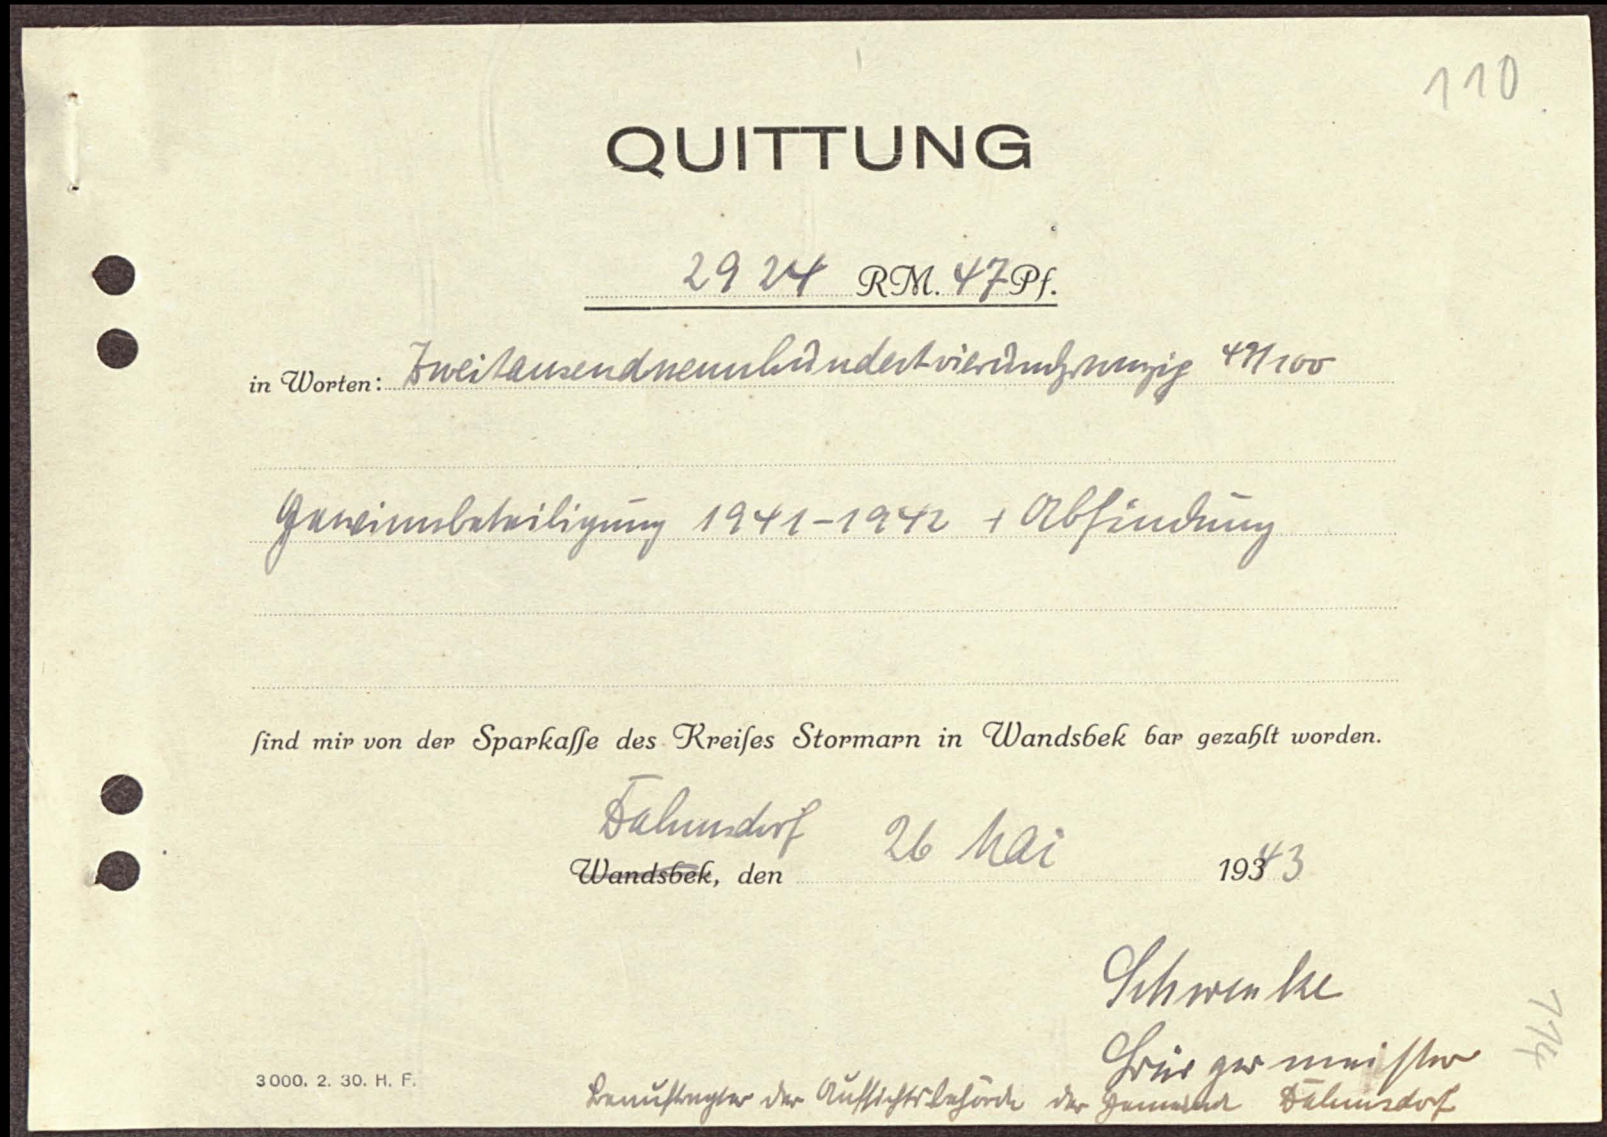 110
QUITTUNG
2924 RM. 47 Pf.
in Worten: Zweitausendneunhundertvierundzwanzig 47/100
Gewinnbeteiligung 1941-1942 + Abfindung
sind mir von der Sparkasse des Kreises Stormarn in Wandsbek bar gezahlt worden.
Dahmsdorf
Wandsbek, den 26 Mai 1943
Schwenke
Bürgermeister
114
3000. 2. 30. H. F.
Beauftragter der Aufsichtsbehörde der Gemeinde Dahmsdorf